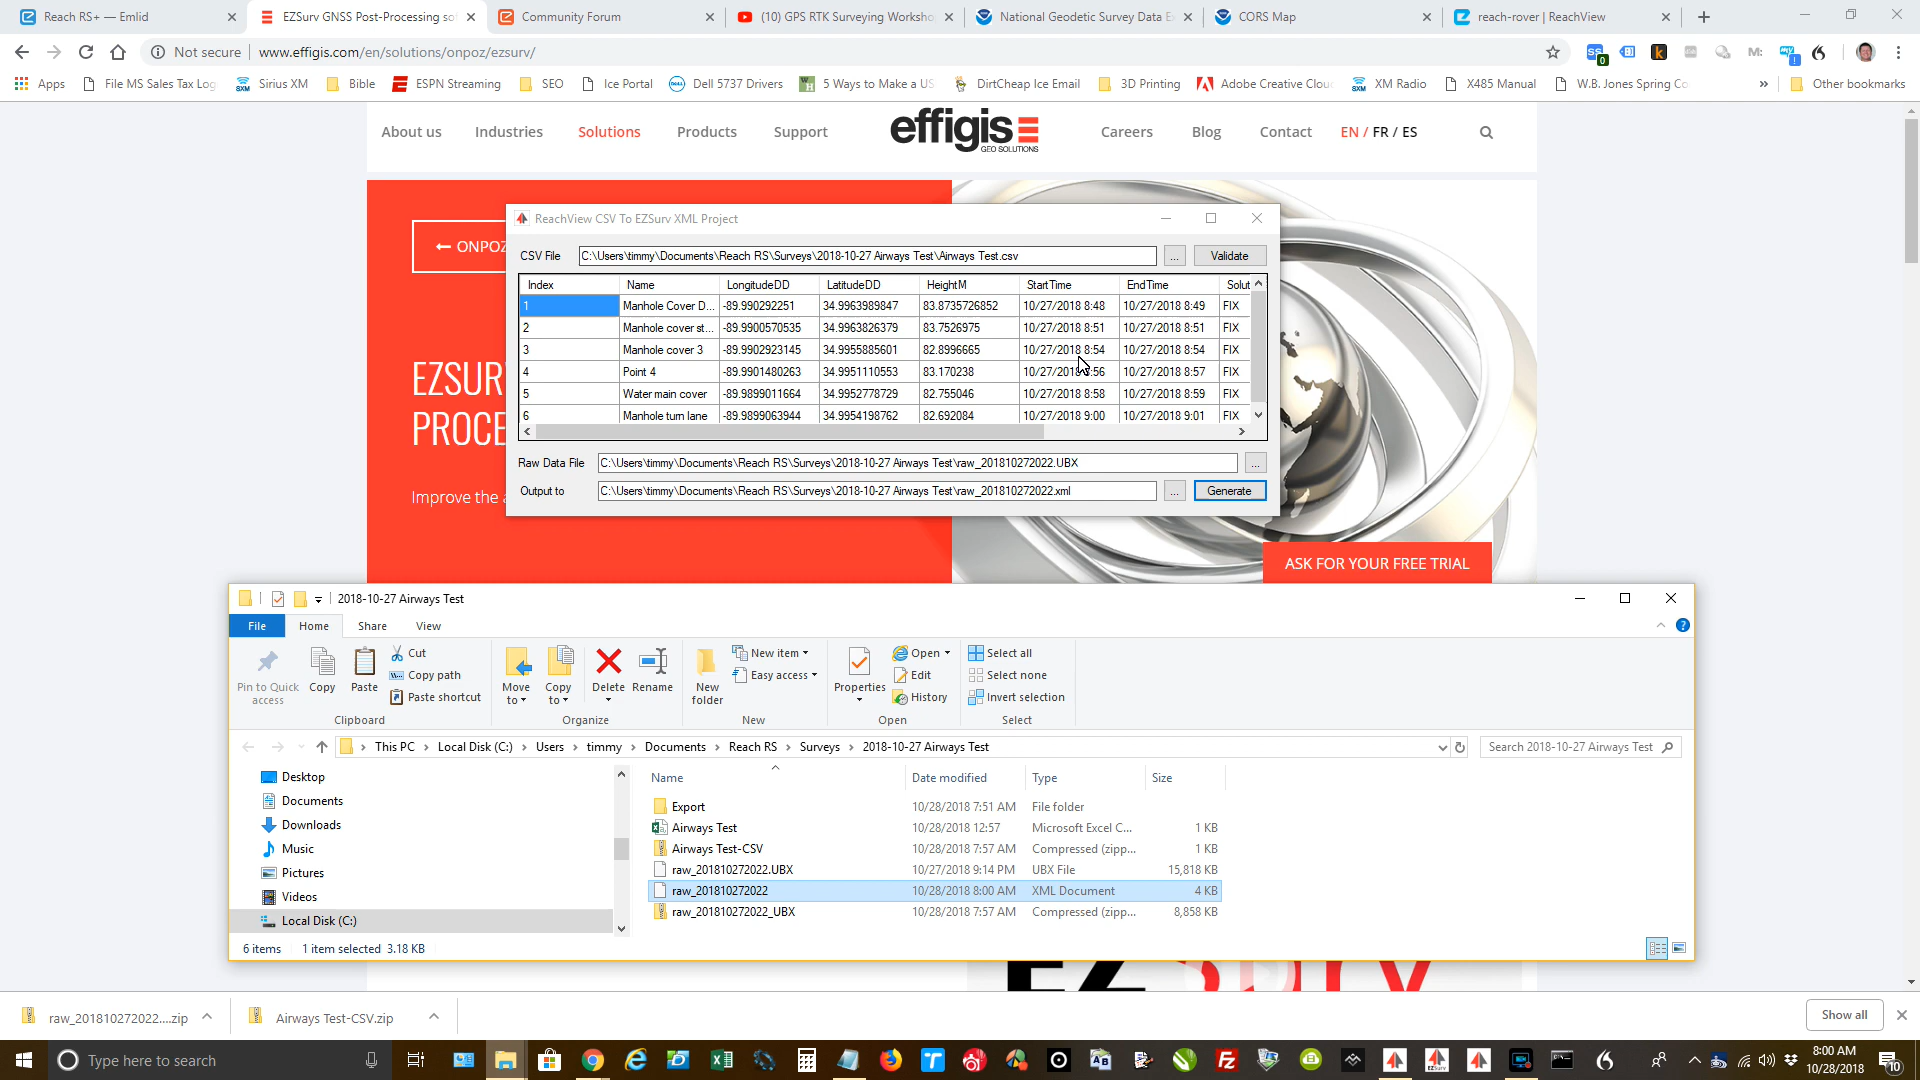 Reach RS+ — Emlid
EZSurv GNSS Post-Processing so
Community Forum
(10) GPS RTK Surveying Worksho
National Geodetic Survey Data E
CORS Map
reach-rover | ReachView
Not secure | www.effigis.com/en/solutions/onpoz/ezsurv/
Apps
File MS Sales Tax Log
Sirius XM
Bible
ESPN Streaming
SEO
Ice Portal
Dell 5737 Drivers
5 Ways to Make a US
DirtCheap Ice Email
3D Printing
Adobe Creative Clou
XM Radio
X485 Manual
W.B. Jones Spring Co
Other bookmarks
About us Industries Solutions Products Support
effigis
GEO SOLUTIONS
Careers Blog Contact EN / FR / ES
← ONPOZ
EZSUR
PROCE
Improve the a
ASK FOR YOUR FREE TRIAL
ReachView CSV To EZSurv XML Project
CSV File C:\Users\timmy\Documents\Reach RS\Surveys\2018-10-27 Airways Test\Airways Test.csv ... Validate
Index Name LongitudeDD LatitudeDD HeightM StartTime EndTime Solut
1 Manhole Cover D... -89.990292251 34.9963989847 83.8735726852 10/27/2018 8:48 10/27/2018 8:49 FIX
2 Manhole cover st... -89.9900570535 34.9963826379 83.7526975 10/27/2018 8:51 10/27/2018 8:51 FIX
3 Manhole cover 3 -89.9902923145 34.9955885601 82.8996665 10/27/2018 8:54 10/27/2018 8:54 FIX
4 Point 4 -89.9901480263 34.9951110553 83.170238 10/27/2018 8:56 10/27/2018 8:57 FIX
5 Water main cover -89.9899011664 34.9952778729 82.755046 10/27/2018 8:58 10/27/2018 8:59 FIX
6 Manhole turn lane -89.9899063944 34.9954198762 82.692084 10/27/2018 9:00 10/27/2018 9:01 FIX
Raw Data File C:\Users\timmy\Documents\Reach RS\Surveys\2018-10-27 Airways Test\raw_201810272022.UBX ...
Output to C:\Users\timmy\Documents\Reach RS\Surveys\2018-10-27 Airways Test\raw_201810272022.xml ... Generate
2018-10-27 Airways Test
File Home Share View
Pin to Quick access
Copy
Paste
Cut
Copy path
Paste shortcut
Move to
Copy to
Delete
Rename
New folder
New item
Easy access
Properties
Open
Edit
History
Select all
Select none
Invert selection
Clipboard Organize New Open Select
This PC › Local Disk (C:) › Users › timmy › Documents › Reach RS › Surveys › 2018-10-27 Airways Test
Search 2018-10-27 Airways Test
Desktop
Documents
Downloads
Music
Pictures
Videos
Local Disk (C:)
Name Date modified Type Size
Export 10/28/2018 7:51 AM File folder
Airways Test 10/28/2018 12:57 Microsoft Excel C... 1 KB
Airways Test-CSV 10/28/2018 7:57 AM Compressed (zipp... 1 KB
raw_201810272022.UBX 10/27/2018 9:14 PM UBX File 15,818 KB
raw_201810272022 10/28/2018 8:00 AM XML Document 4 KB
raw_201810272022_UBX 10/28/2018 7:57 AM Compressed (zipp... 8,858 KB
6 items 1 item selected 3.18 KB
EZSurv
raw_201810272022....zip
Airways Test-CSV.zip
Show all
Type here to search
8:00 AM
10/28/2018
10